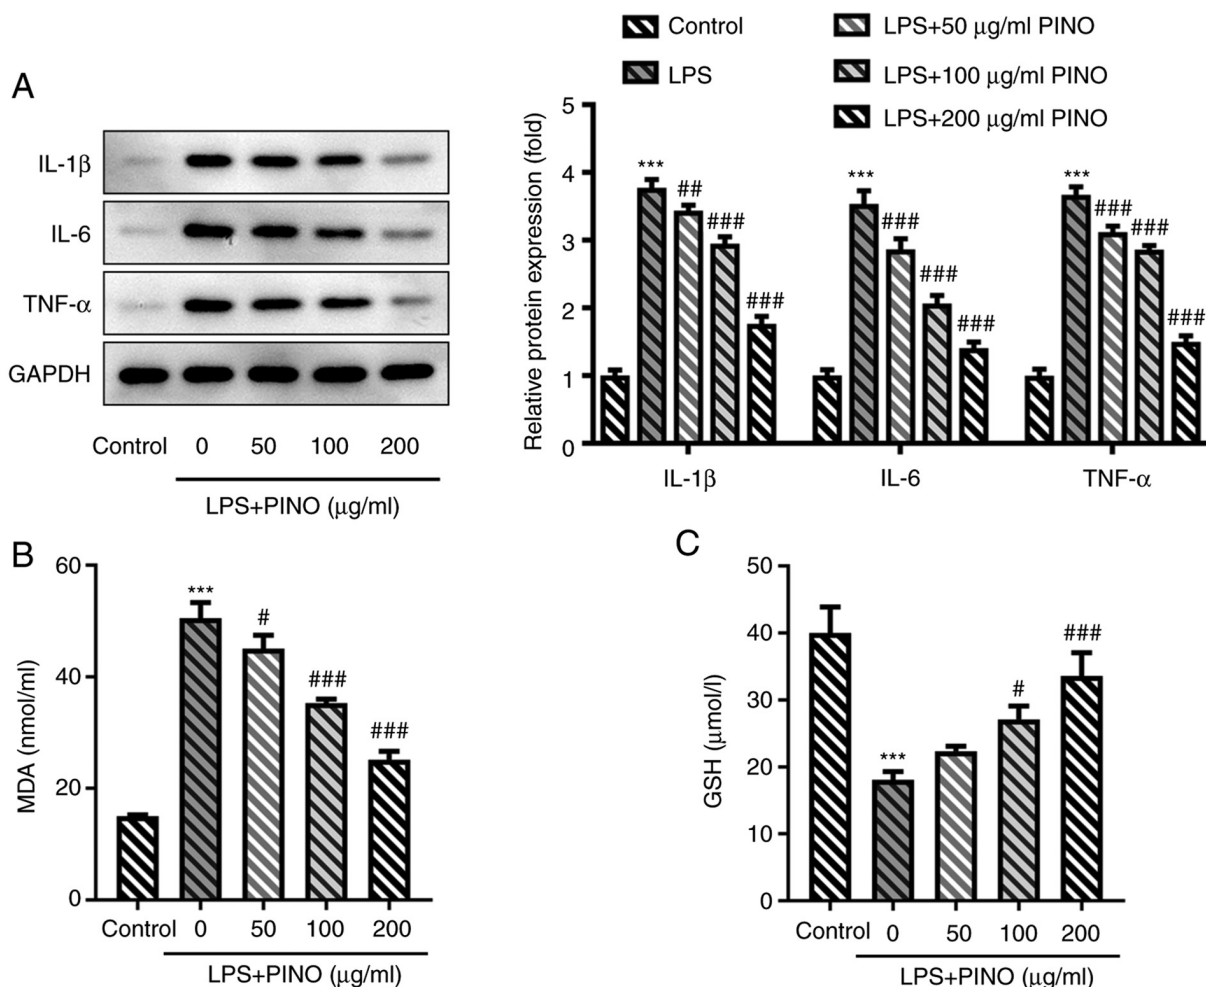 A
IL-1β
IL-6
TNF-α
GAPDH
Control 0 50 100 200
LPS+PINO (µg/ml)
Control
LPS
LPS+50 µg/ml PINO
LPS+100 µg/ml PINO
LPS+200 µg/ml PINO
Relative protein expression (fold)
5
4
3
2
1
0
*** ## ### ###
*** ### ### ###
*** ### ### ###
IL-1β IL-6 TNF-α
B
MDA (nmol/ml)
60
40
20
0
*** # ### ###
Control 0 50 100 200
LPS+PINO (µg/ml)
C
GSH (µmol/l)
50
40
30
20
10
0
*** # ###
Control 0 50 100 200
LPS+PINO (µg/ml)